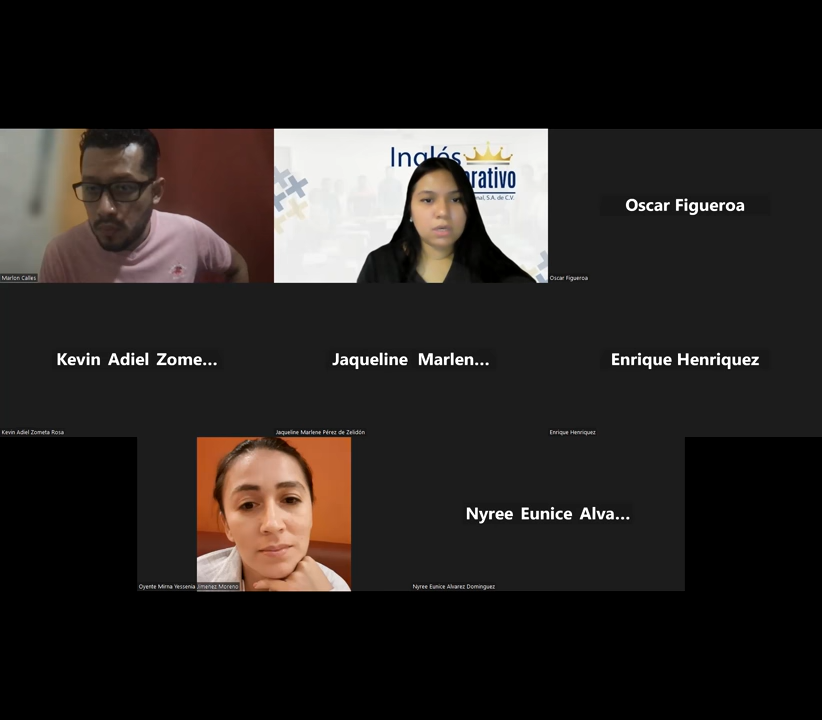 Inglés
orativo
nal, S.A. de C.V.
Marlon Calles
Oscar Figueroa
Oscar Figueroa
Kevin Adiel Zome...
Kevin Adiel Zometa Rosa
Jaqueline Marlen...
Jaqueline Marlene Pérez de Zelidón
Enrique Henriquez
Enrique Henriquez
Oyente Mirna Yessenia Jimenez Moreno
Nyree Eunice Alva...
Nyree Eunice Alvarez Dominguez